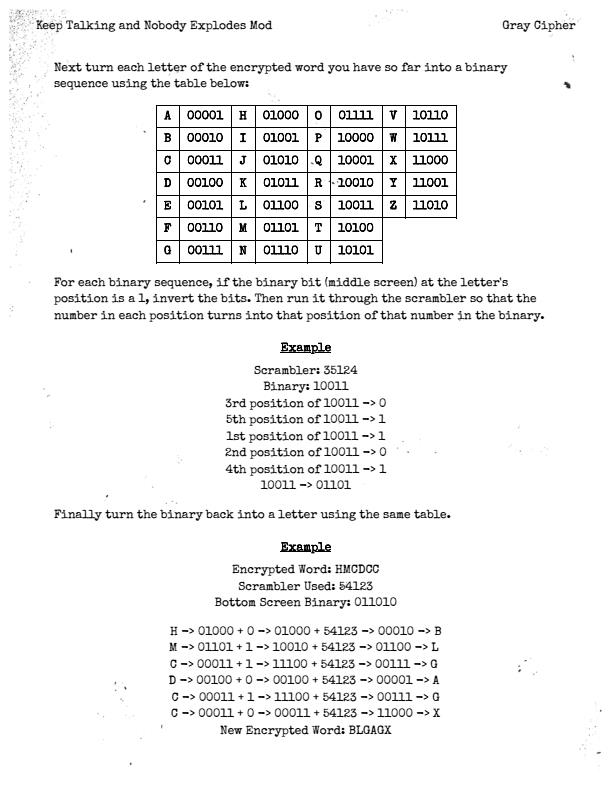 Keep Talking and Nobody Explodes Mod Gray Cipher
Next turn each letter of the encrypted word you have so far into a binary
sequence using the table below:
A 00001 H 01000 O 01111 V 10110
B 00010 I 01001 P 10000 W 10111
C 00011 J 01010 Q 10001 X 11000
D 00100 K 01011 R 10010 Y 11001
E 00101 L 01100 S 10011 Z 11010
F 00110 M 01101 T 10100
G 00111 N 01110 U 10101
For each binary sequence, if the binary bit (middle screen) at the letter's
position is a 1, invert the bits. Then run it through the scrambler so that the
number in each position turns into that position of that number in the binary.
Example
Scrambler: 35124
Binary: 10011
3rd position of 10011 -> 0
5th position of 10011 -> 1
1st position of 10011 -> 1
2nd position of 10011 -> 0
4th position of 10011 -> 1
10011 -> 01101
Finally turn the binary back into a letter using the same table.
Example
Encrypted Word: HMCDCC
Scrambler Used: 54123
Bottom Screen Binary: 011010
H -> 01000 + 0 -> 01000 + 54123 -> 00010 -> B
M -> 01101 + 1 -> 10010 + 54123 -> 01100 -> L
C -> 00011 + 1 -> 11100 + 54123 -> 00111 -> G
D -> 00100 + 0 -> 00100 + 54123 -> 00001 -> A
C -> 00011 + 1 -> 11100 + 54123 -> 00111 -> G
C -> 00011 + 0 -> 00011 + 54123 -> 11000 -> X
New Encrypted Word: BLGAGX